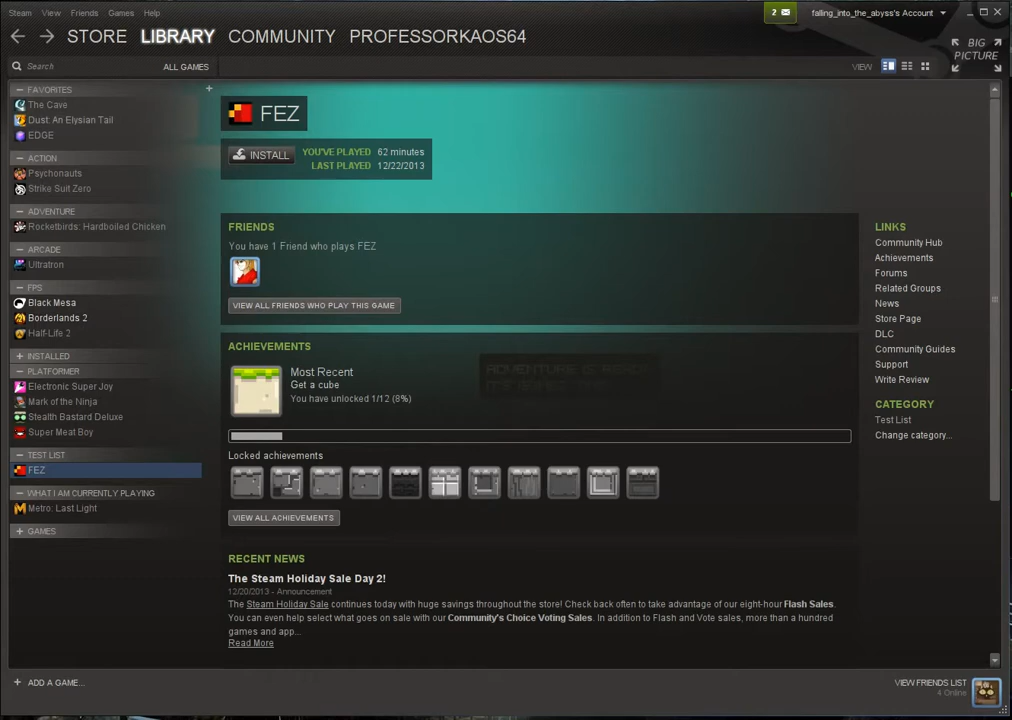 Steam View Friends Games Help
2
falling_into_the_abyss's Account
STORE LIBRARY COMMUNITY PROFESSORKAOS64
BIG
PICTURE
Search
ALL GAMES
VIEW
FAVORITES
The Cave
Dust: An Elysian Tail
EDGE
ACTION
Psychonauts
Strike Suit Zero
ADVENTURE
Rocketbirds: Hardboiled Chicken
ARCADE
Ultratron
FPS
Black Mesa
Borderlands 2
Half-Life 2
INSTALLED
PLATFORMER
Electronic Super Joy
Mark of the Ninja
Stealth Bastard Deluxe
Super Meat Boy
TEST LIST
FEZ
WHAT I AM CURRENTLY PLAYING
Metro: Last Light
GAMES
FEZ
INSTALL
YOU'VE PLAYED 62 minutes
LAST PLAYED 12/22/2013
FRIENDS
You have 1 Friend who plays FEZ
VIEW ALL FRIENDS WHO PLAY THIS GAME
ACHIEVEMENTS
Most Recent
Get a cube
You have unlocked 1/12 (8%)
Locked achievements
VIEW ALL ACHIEVEMENTS
RECENT NEWS
The Steam Holiday Sale Day 2!
12/20/2013 - Announcement
The Steam Holiday Sale continues today with huge savings throughout the store! Check back often to take advantage of our eight-hour Flash Sales.
You can even help select what goes on sale with our Community's Choice Voting Sales. In addition to Flash and Vote sales, more than a hundred
games and app...
Read More
LINKS
Community Hub
Achievements
Forums
Related Groups
News
Store Page
DLC
Community Guides
Support
Write Review
CATEGORY
Test List
Change category...
ADD A GAME...
VIEW FRIENDS LIST
4 Online